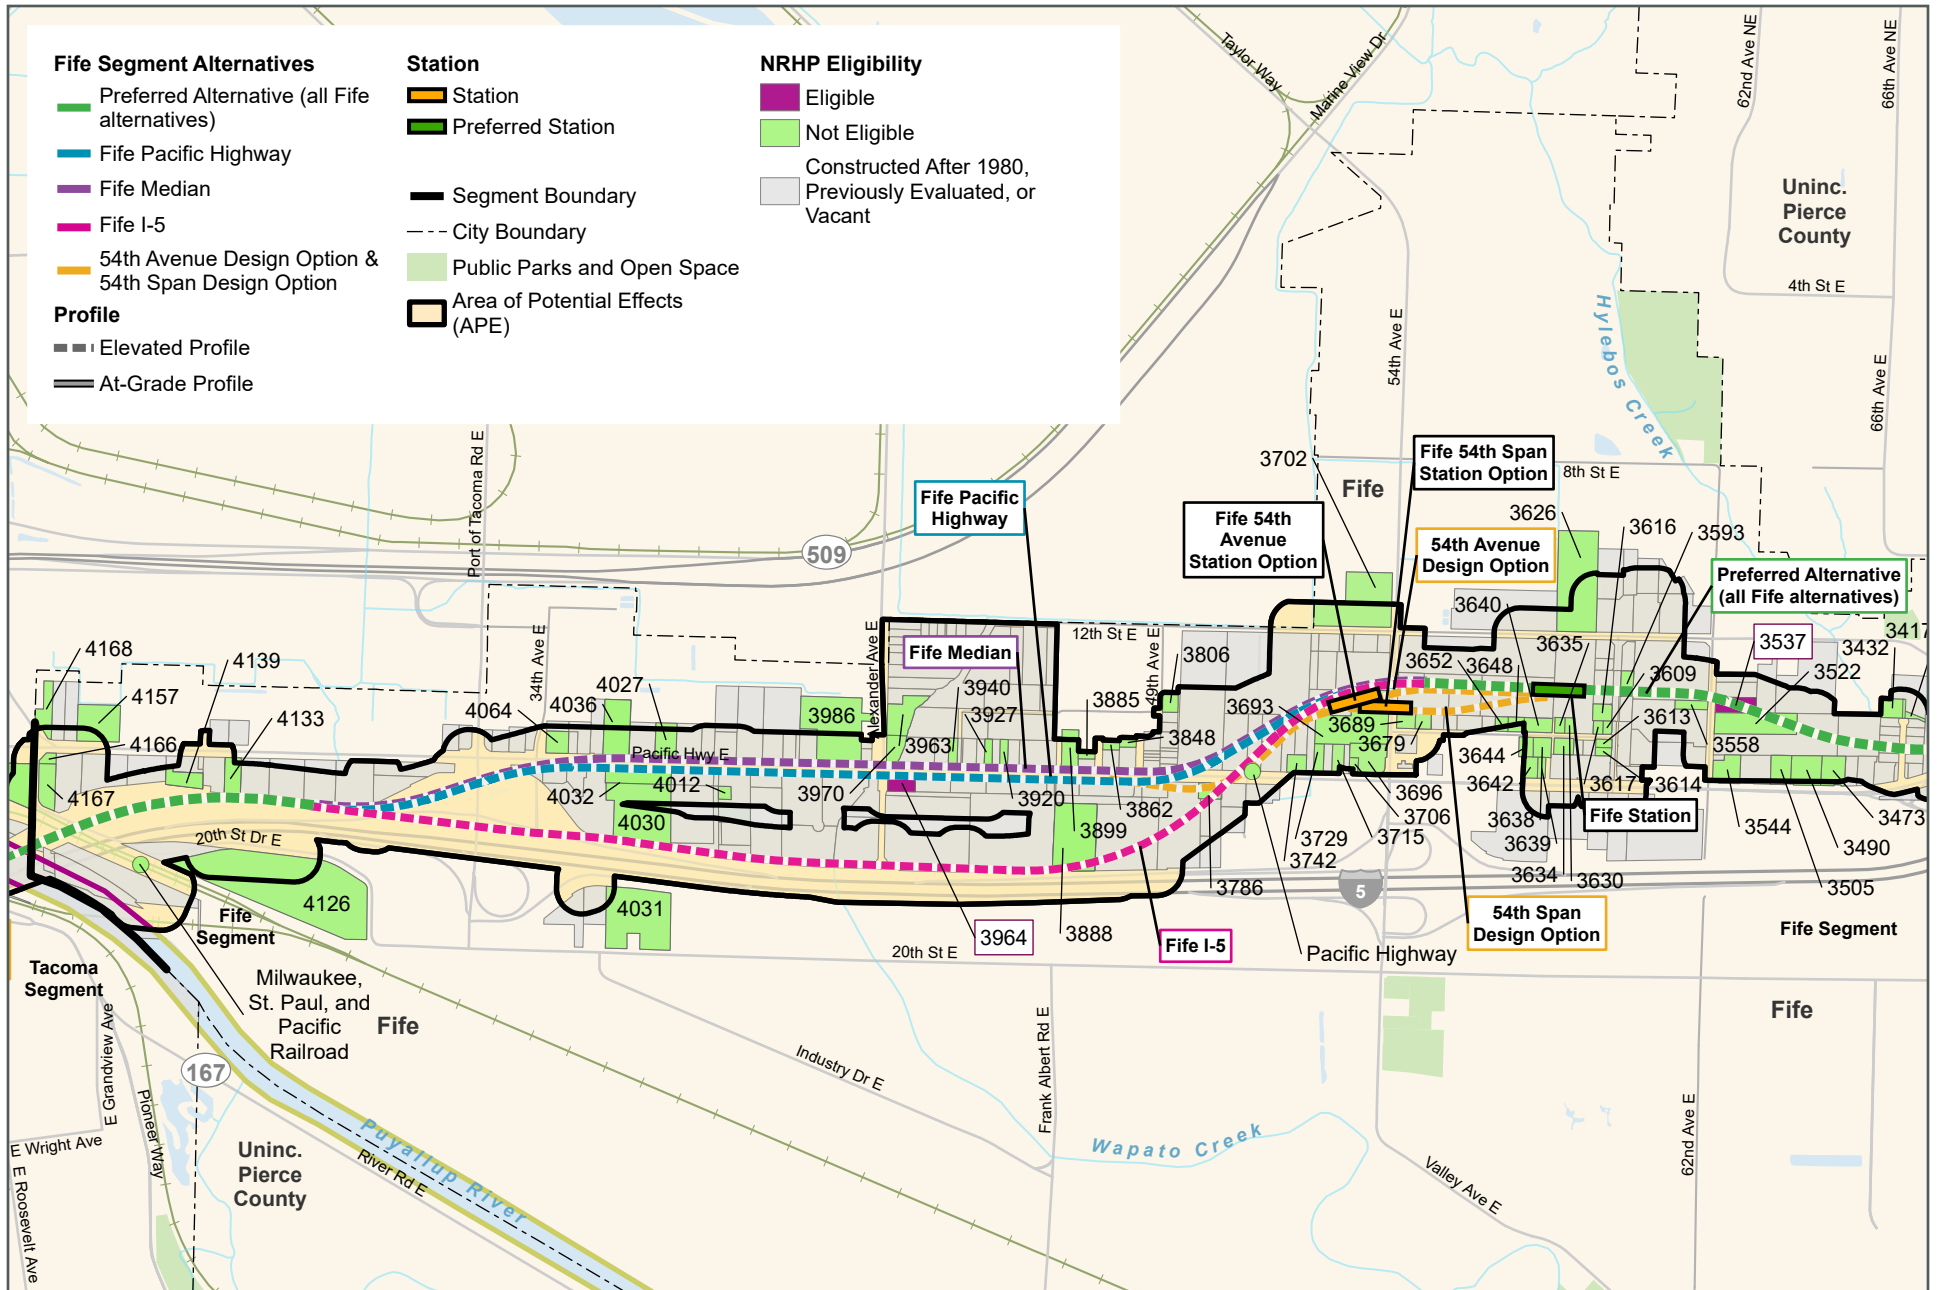 Fife Segment Alternatives
Preferred Alternative (all Fife
alternatives)
Fife Pacific Highway
Fife Median
Fife I-5
54th Avenue Design Option &
54th Span Design Option
Profile
Elevated Profile
At-Grade Profile
Station
Station
Preferred Station
Segment Boundary
City Boundary
Public Parks and Open Space
Area of Potential Effects
(APE)
NRHP Eligibility
Eligible
Not Eligible
Constructed After 1980,
Previously Evaluated, or
Vacant
Taylor Way
Marine View Dr
62nd Ave NE
66th Ave NE
Uninc.
Pierce
County
4th St E
Hylebos Creek
54th Ave E
66th Ave E
Port of Tacoma Rd E
509
3702
Fife
Fife 54th Span
Station Option
8th St E
Fife Pacific
Highway
Fife 54th
Avenue
Station Option
54th Avenue
Design Option
3626
3616
3593
Preferred Alternative
(all Fife alternatives)
3640
3635
3537
3417
3432
3522
12th St E
49th Ave E
34th Ave E
Alexander Ave E
Fife Median
3806
3652
3648
3609
4168
4139
4157
4133
4166
4167
4064
4036
4027
3986
3940
3927
3963
3885
3848
3693
3689
3679
3613
3558
Pacific Hwy E
4032
4012
4030
3970
3920
3862
3899
3644
3642
3617
3614
3696
3706
3715
3729
3742
3638
3639
3634
3630
Fife Station
3544
3473
3490
3505
20th St Dr E
4126
4031
3964
3888
3786
5
Fife I-5
Pacific Highway
54th Span
Design Option
Fife Segment
Fife
Segment
Tacoma
Segment
20th St E
Milwaukee,
St. Paul, and
Pacific
Railroad
Fife
Fife
167
E Grandview Ave
Pioneer Way
E Wright Ave
E Roosevelt Ave
Uninc.
Pierce
County
Puyallup River
River Rd E
Industry Dr E
Frank Albert Rd E
Wapato Creek
Valley Ave E
62nd Ave E